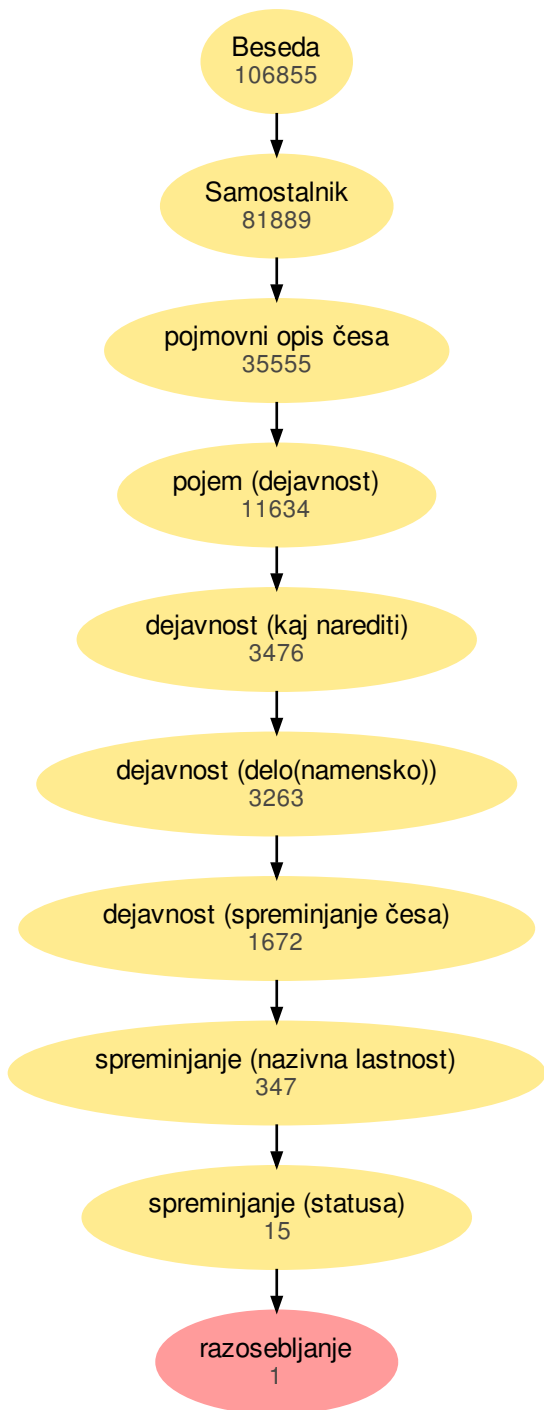 Beseda
106855
Samostalnik
81889
pojmovni opis česa
35555
pojem (dejavnost)
11634
dejavnost (kaj narediti)
3476
dejavnost (delo(namensko))
3263
dejavnost (spreminjanje česa)
1672
spreminjanje (nazivna lastnost)
347
spreminjanje (statusa)
15
razosebljanje
1